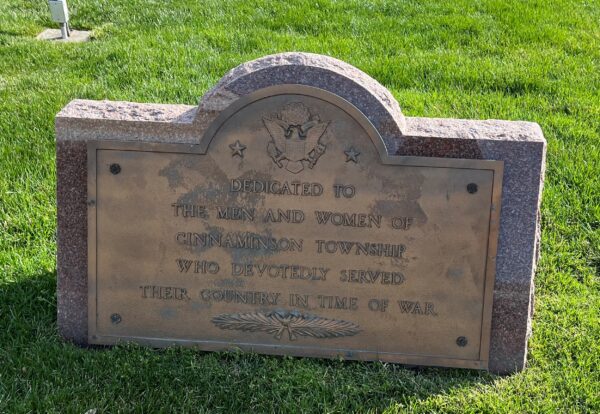 DEDICATED TO
THE MEN AND WOMEN OF
CINNAMINSON TOWNSHIP
WHO DEVOTEDLY SERVED
THEIR COUNTRY IN TIME OF WAR